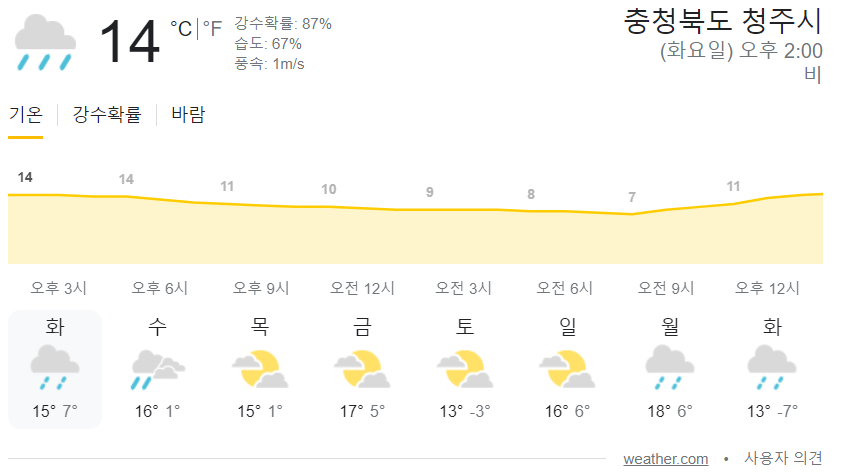 14 °C | °F
강수확률: 87%
습도: 67%
풍속: 1m/s
충청북도 청주시
(화요일) 오후 2:00
비
기온 강수확률 바람
14 14 11 10 9 8 7 11
오후 3시 오후 6시 오후 9시 오전 12시 오전 3시 오전 6시 오전 9시 오후 12시
화 수 목 금 토 일 월 화
15° 7° 16° 1° 15° 1° 17° 5° 13° -3° 16° 6° 18° 6° 13° -7°
weather.com • 사용자 의견